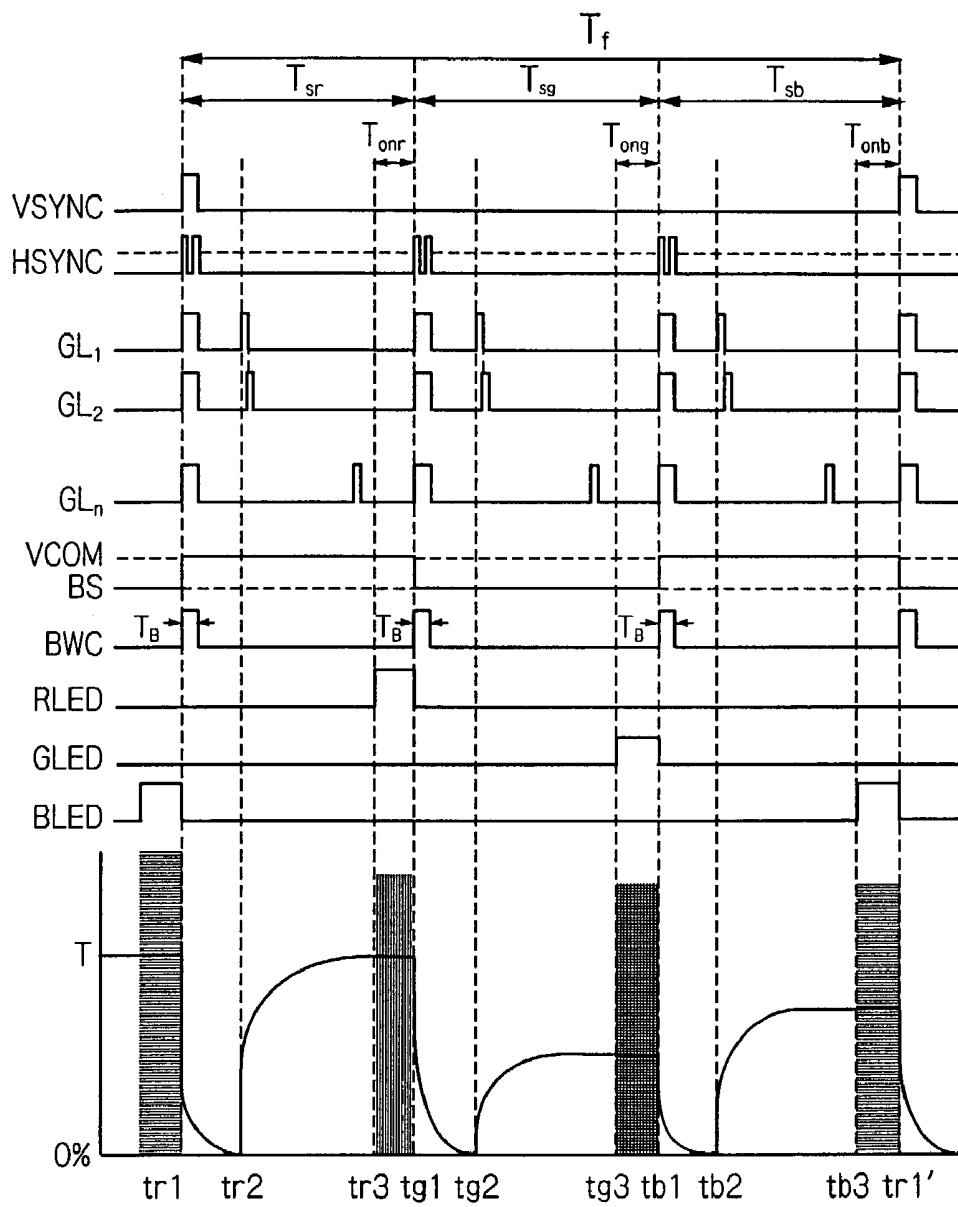 T_f
T_sr T_sg T_sb
T_onr T_ong T_onb
VSYNC
HSYNC
GL_1
GL_2
GL_n
VCOM
BS
T_B T_B T_B
BWC
RLED
GLED
BLED
T
0%
tr1 tr2 tr3 tg1 tg2 tg3 tb1 tb2 tb3 tr1'